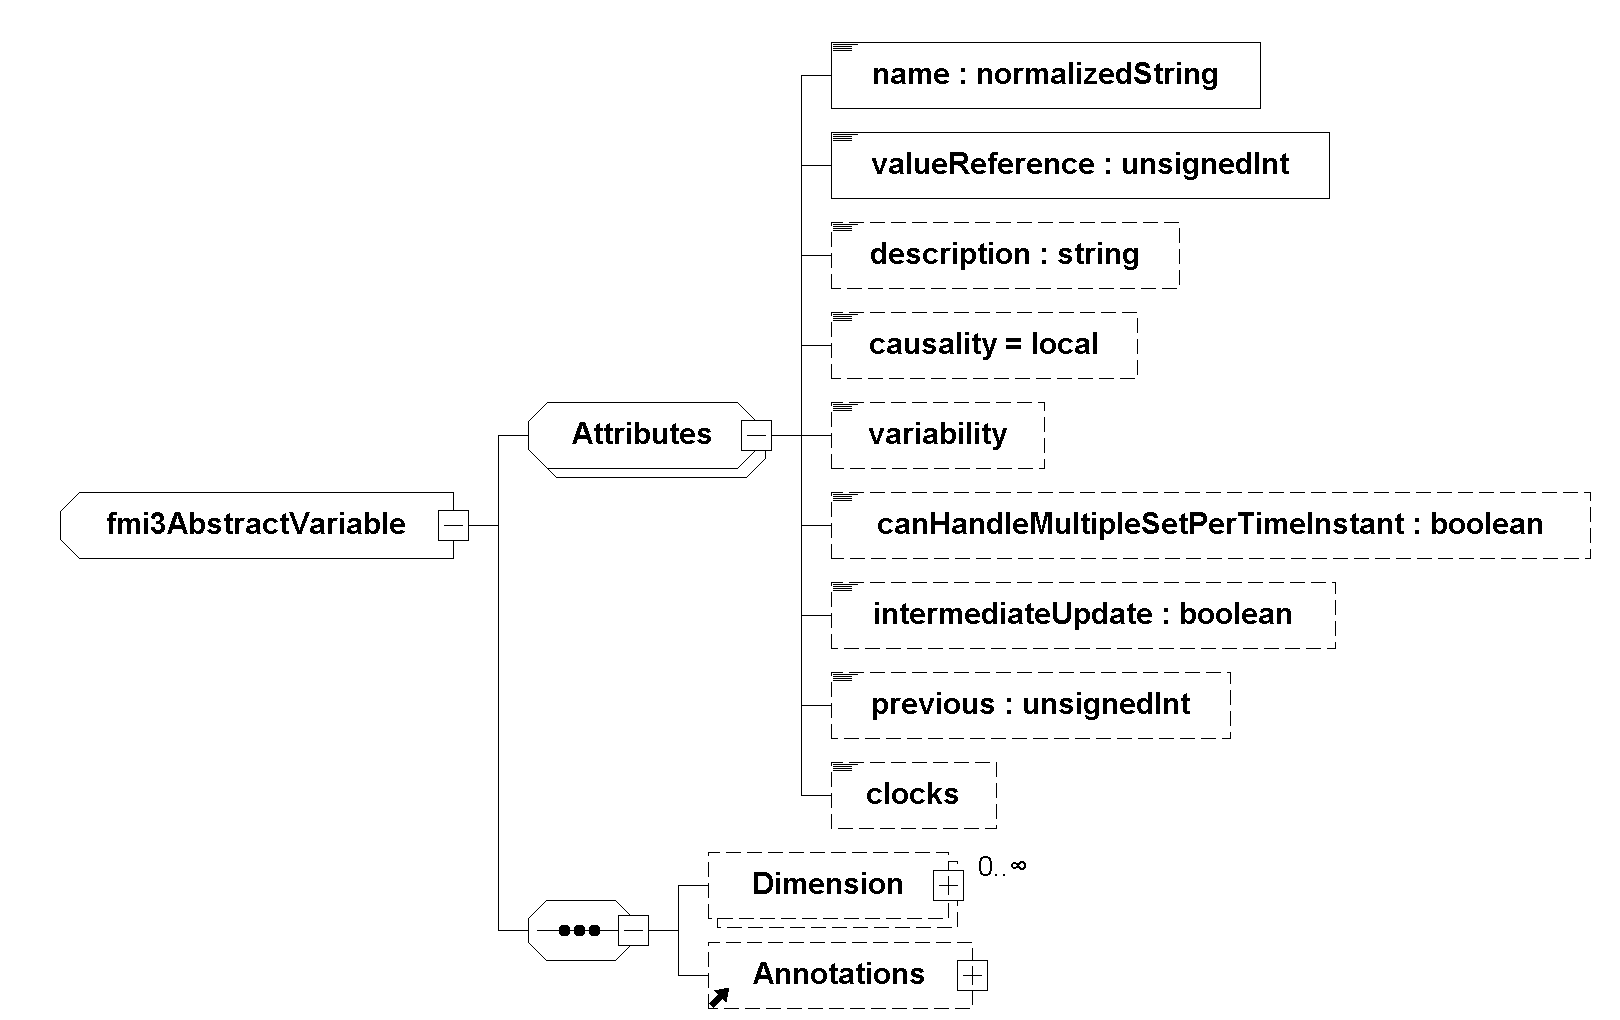 name : normalizedString
valueReference : unsignedInt
description : string
causality = local
Attributes
variability
fmi3AbstractVariable
canHandleMultipleSetPerTimeInstant : boolean
intermediateUpdate : boolean
previous : unsignedInt
clocks
Dimension
0..∞
Annotations